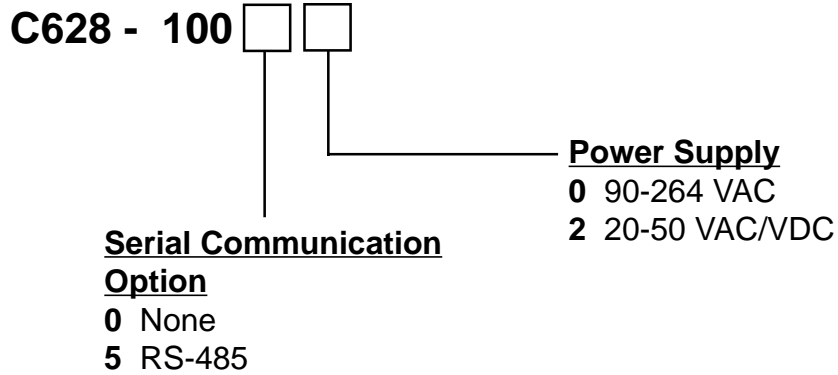 C628 - 100
Power Supply
0 90-264 VAC
2 20-50 VAC/VDC
Serial Communication
Option
0 None
5 RS-485